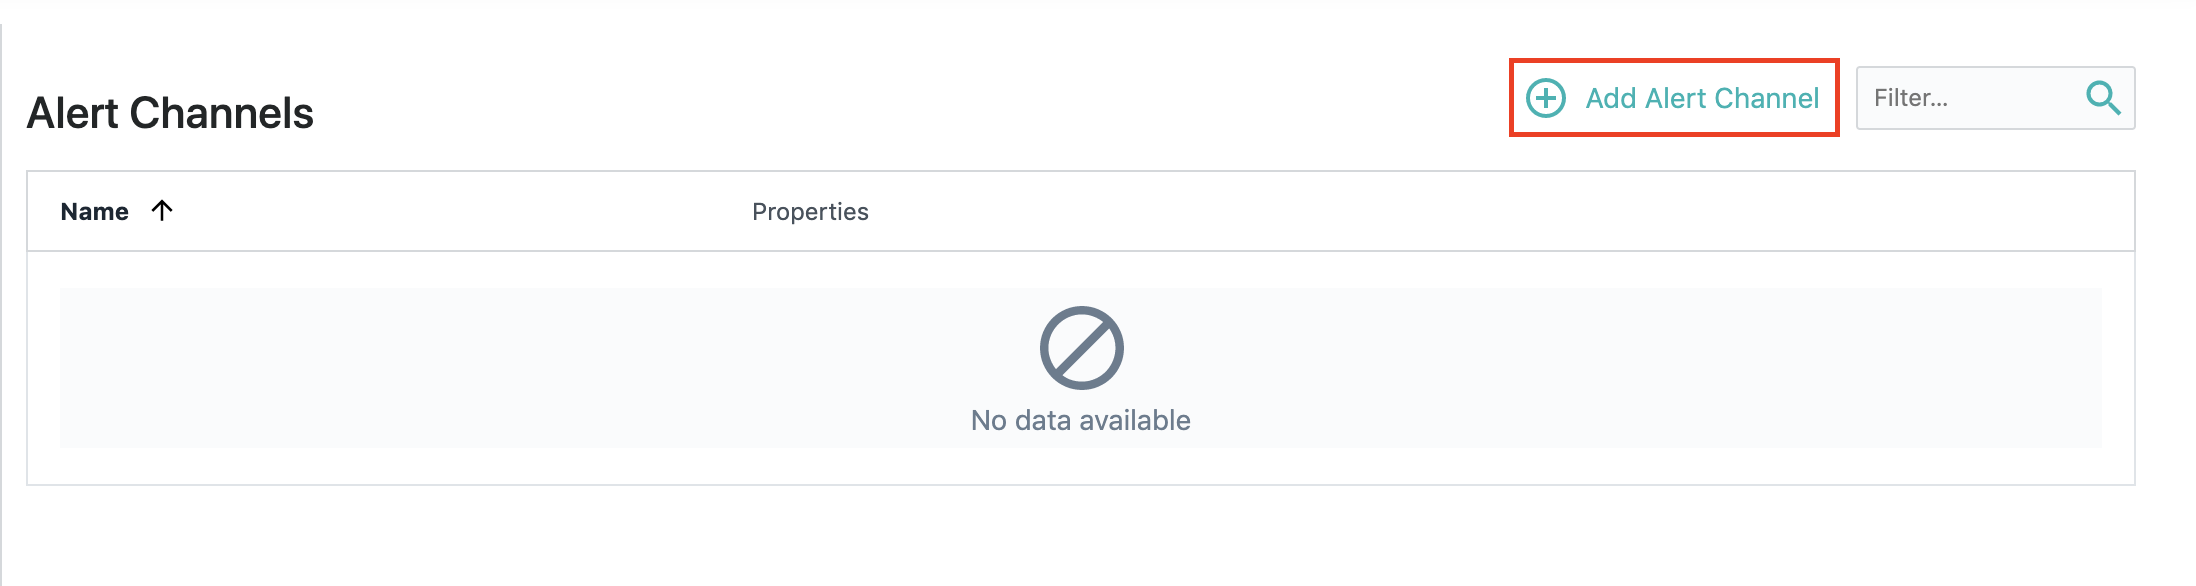 Alert Channels
Add Alert Channel
Filter...
Name
Properties
No data available